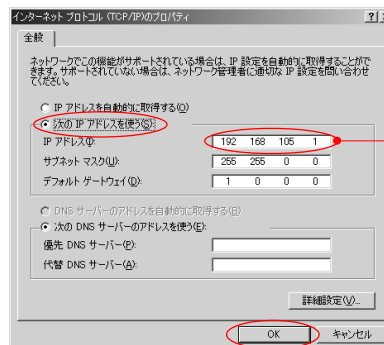 インターネット プロトコル (TCP/IP)のプロパティ
全般
ネットワークでこの機能がサポートされている場合は、IP 設定を自動的に取得することがで
きます。サポートされていない場合は、ネットワーク管理者に適切な IP 設定を問い合わせ
てください。
IP アドレスを自動的に取得する(O)
次の IP アドレスを使う(S):
IP アドレス(I): 192 168 105 1
サブネット マスク(U): 255 255 0 0
デフォルト ゲートウェイ(D): 1 0 0 0
DNS サーバーのアドレスを自動的に取得する(B)
次の DNS サーバーのアドレスを使う(E):
優先 DNS サーバー(P):
代替 DNS サーバー(A):
詳細設定(V)...
OK キャンセル